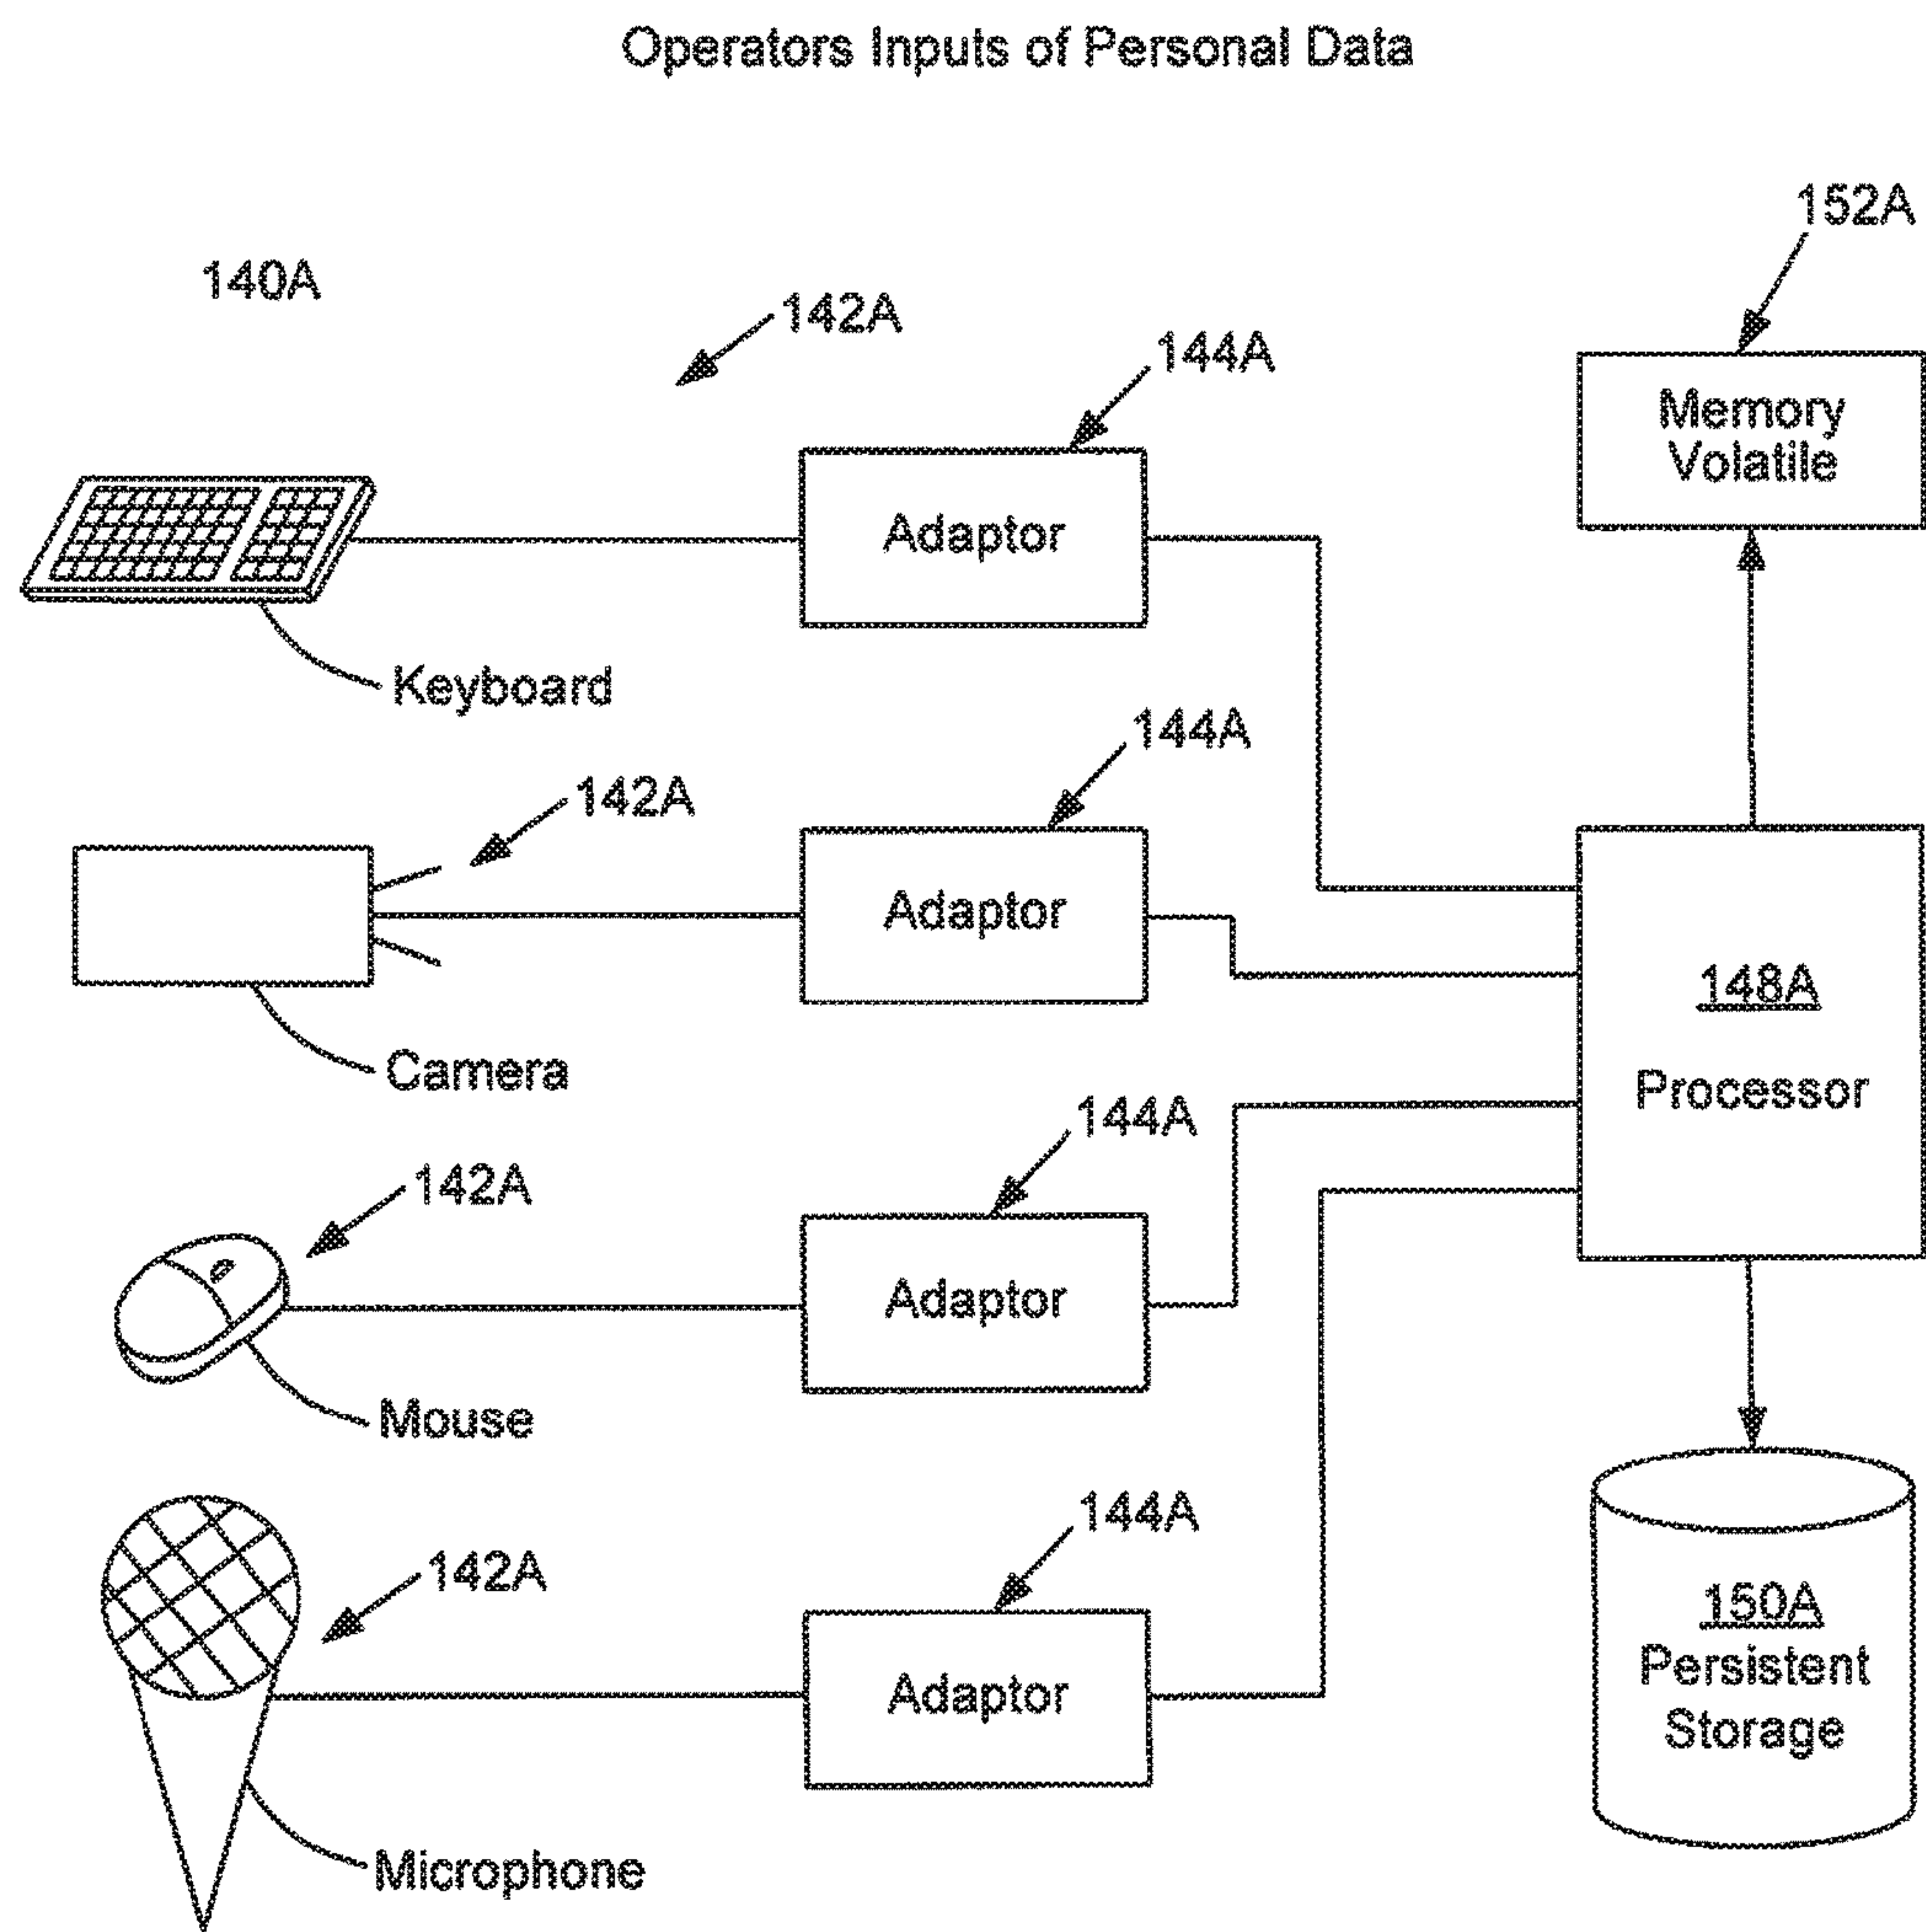 Operators Inputs of Personal Data
152A
140A
142A
144A
Memory
Volatile
Adaptor
Keyboard
144A
142A
Adaptor
148A
Processor
Camera
144A
142A
Adaptor
Mouse
144A
142A
150A
Persistent
Storage
Adaptor
Microphone